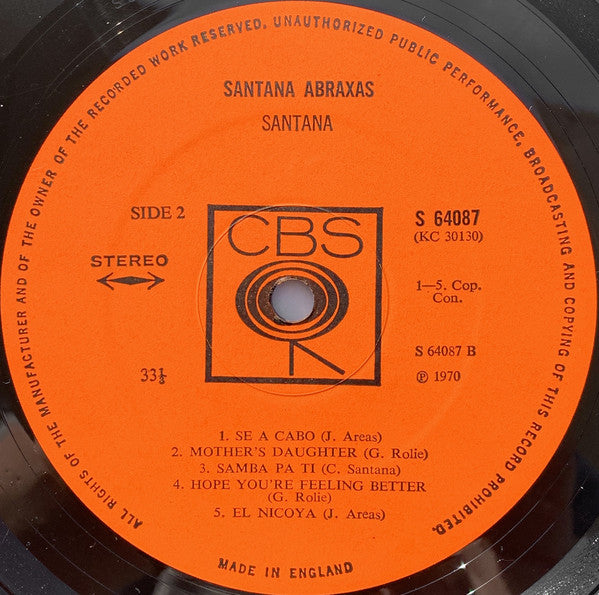 ALL RIGHTS OF THE MANUFACTURER AND OF THE OWNER OF THE RECORDED WORK RESERVED. UNAUTHORIZED PUBLIC PERFORMANCE, BROADCASTING AND COPYING OF THIS RECORD PROHIBITED.
SANTANA ABRAXAS
SANTANA
SIDE 2
STEREO
33⅓
CBS
S 64087
(KC 30130)
1—5. Cop.
Con.
S 64087 B
℗ 1970
1. SE A CABO (J. Areas)
2. MOTHER'S DAUGHTER (G. Rolie)
3. SAMBA PA TI (C. Santana)
4. HOPE YOU'RE FEELING BETTER
(G. Rolie)
5. EL NICOYA (J. Areas)
MADE IN ENGLAND